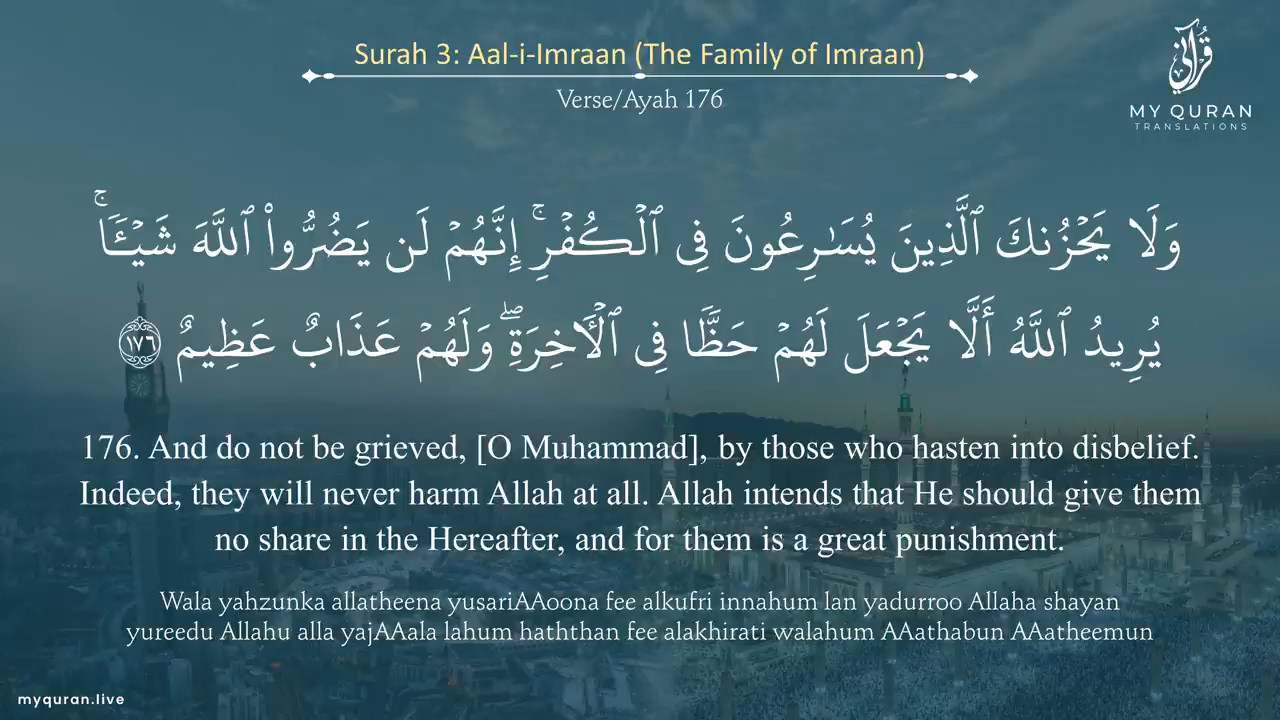 Surah 3: Aal-i-Imraan (The Family of Imraan)
Verse/Ayah 176
قرآني
MY QURAN
TRANSLATIONS
وَلَا يَحْزُنكَ ٱلَّذِينَ يُسَـٰرِعُونَ فِى ٱلْكُفْرِ ۚ إِنَّهُمْ لَن يَضُرُّوا۟ ٱللَّهَ شَيْـًٔا ۚ
يُرِيدُ ٱللَّهُ أَلَّا يَجْعَلَ لَهُمْ حَظًّا فِى ٱلْـَٔاخِرَةِ ۖ وَلَهُمْ عَذَابٌ عَظِيمٌ ١٧٦
176. And do not be grieved, [O Muhammad], by those who hasten into disbelief.
Indeed, they will never harm Allah at all. Allah intends that He should give them
no share in the Hereafter, and for them is a great punishment.
Wala yahzunka allatheena yusariAAoona fee alkufri innahum lan yadurroo Allaha shayan
yureedu Allahu alla yajAAala lahum haththan fee alakhirati walahum AAathabun AAatheemun
myquran.live